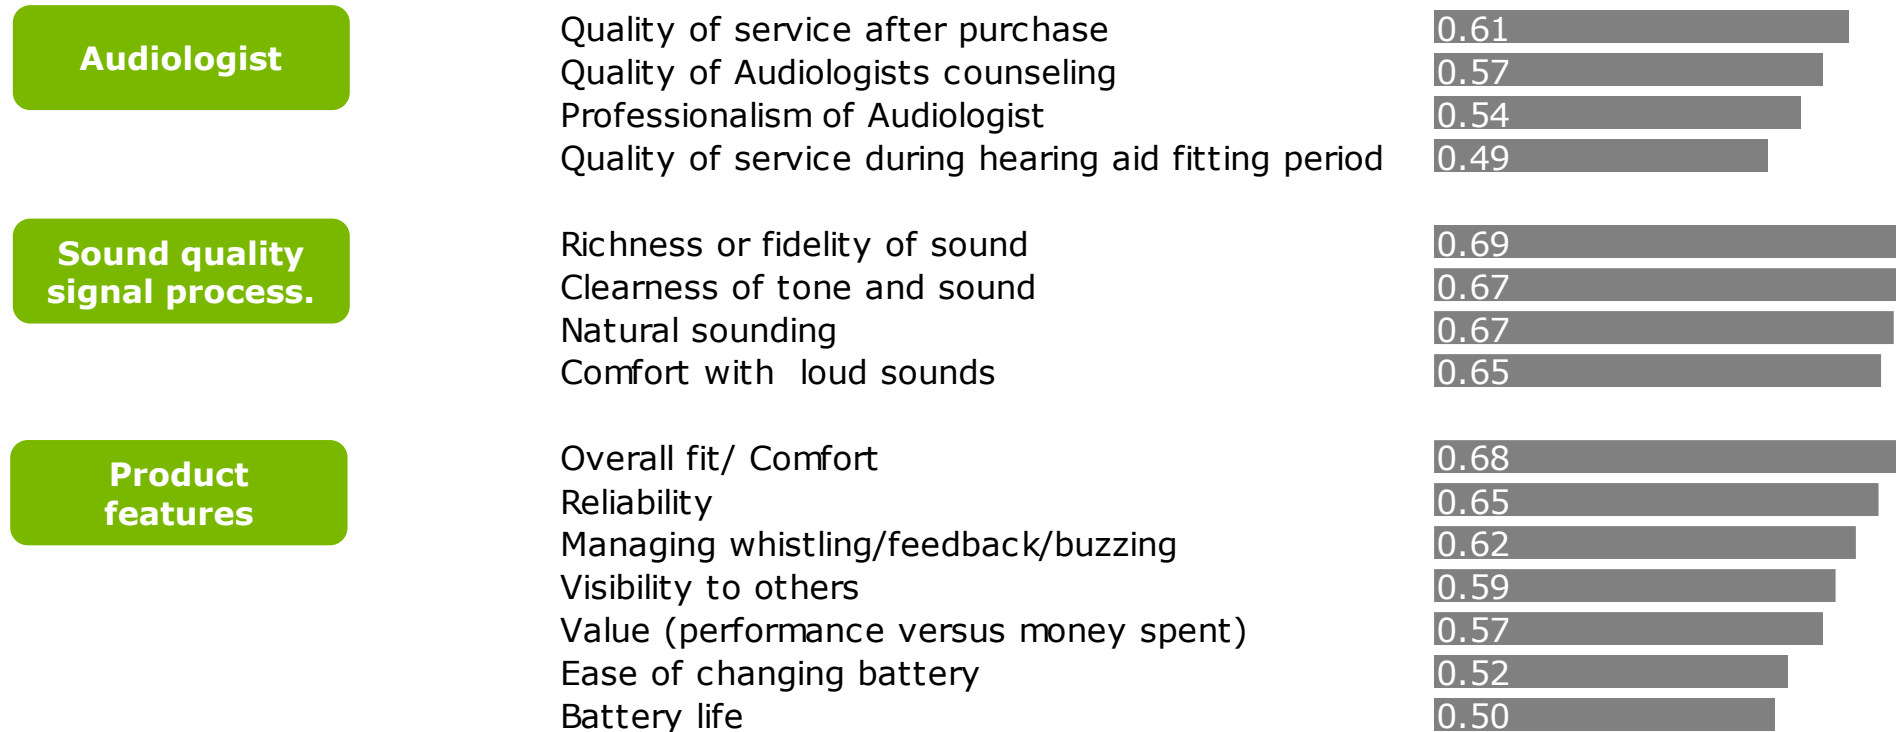 Audiologist
Quality of service after purchase 0.61
Quality of Audiologists counseling 0.57
Professionalism of Audiologist 0.54
Quality of service during hearing aid fitting period 0.49
Sound quality
signal process.
Richness or fidelity of sound 0.69
Clearness of tone and sound 0.67
Natural sounding 0.67
Comfort with loud sounds 0.65
Product
features
Overall fit/ Comfort 0.68
Reliability 0.65
Managing whistling/feedback/buzzing 0.62
Visibility to others 0.59
Value (performance versus money spent) 0.57
Ease of changing battery 0.52
Battery life 0.50